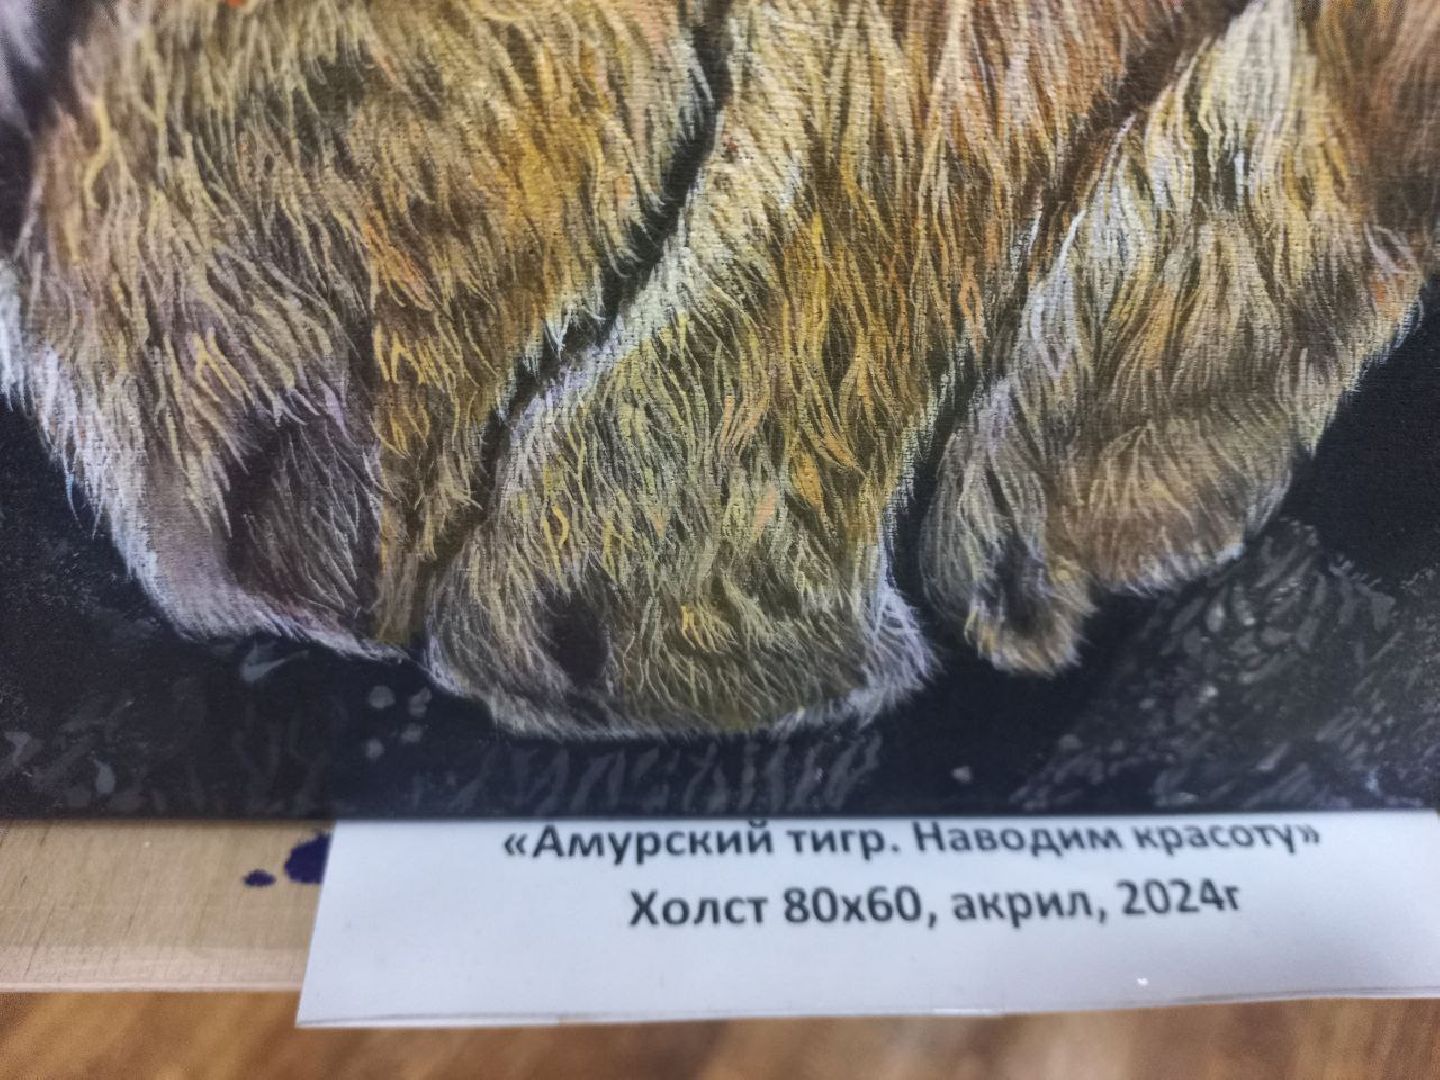 «Амурский тигр. Наводим красоту»
Холст 80х60, акрил, 2024г